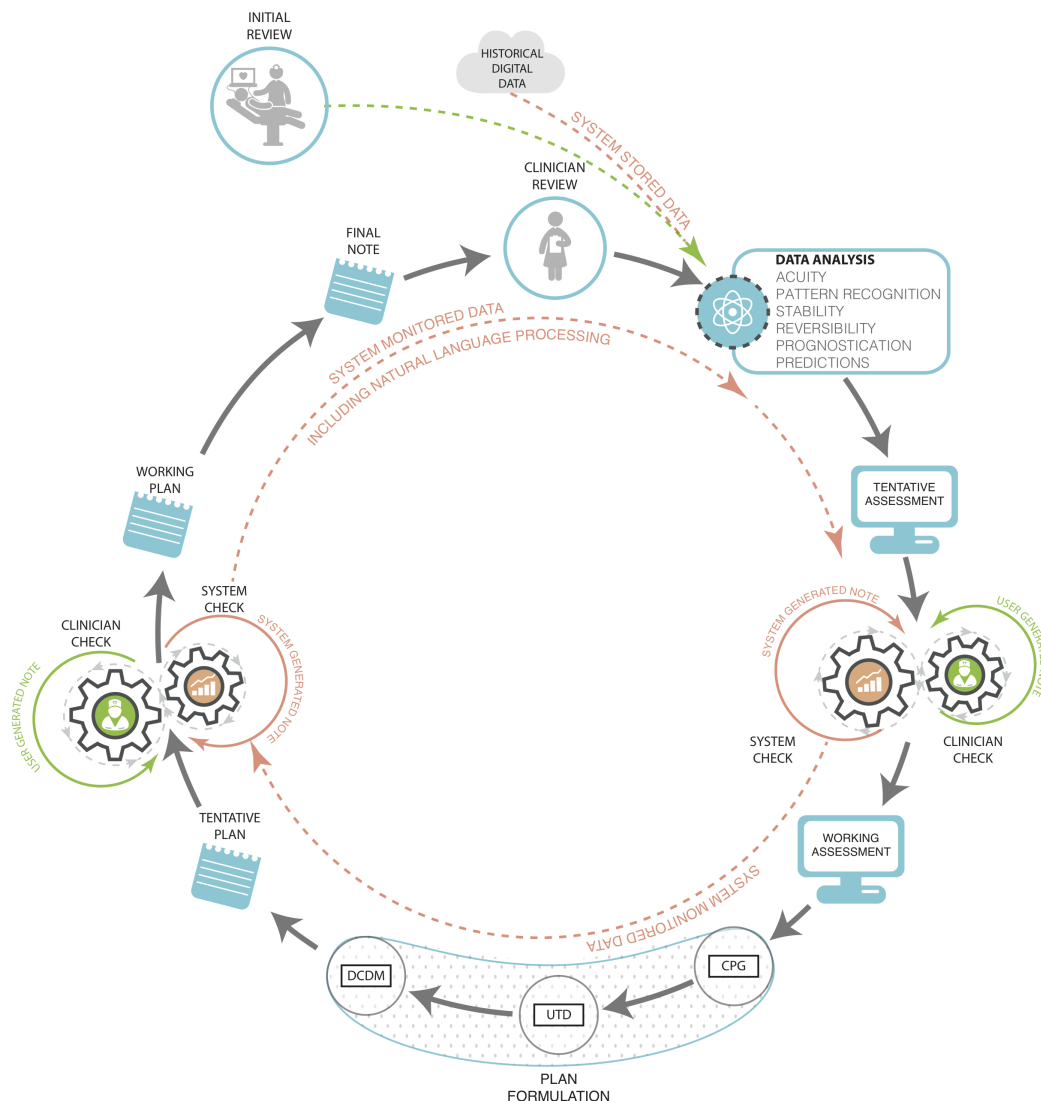 INITIAL
REVIEW
HISTORICAL
DIGITAL
DATA
SYSTEM STORED DATA
CLINICIAN
REVIEW
FINAL
NOTE
DATA ANALYSIS
ACUITY
PATTERN RECOGNITION
STABILITY
REVERSIBILITY
PROGNOSTICATION
PREDICTIONS
SYSTEM MONITORED DATA
INCLUDING NATURAL LANGUAGE PROCESSING
WORKING
PLAN
TENTATIVE
ASSESSMENT
SYSTEM
CHECK
CLINICIAN
CHECK
USER GENERATED NOTE
SYSTEM GENERATED NOTE
SYSTEM GENERATED NOTE
USER GENERATED NOTE
SYSTEM
CHECK
CLINICIAN
CHECK
TENTATIVE
PLAN
WORKING
ASSESSMENT
SYSTEM MONITORED DATA
DCDM
UTD
CPG
PLAN
FORMULATION